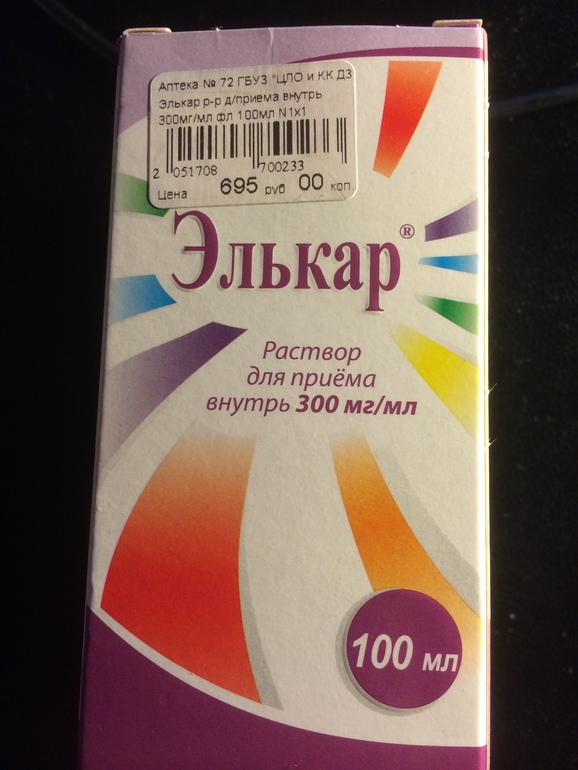 Аптека № 72 ГБУЗ "ЦЛО и КК ДЗ
Элькар р-р д/приема внутрь
300мг/мл фл 100мл N1x1
2 051708 700233
Цена 695 руб 00 коп.
Элькар®
Раствор
для приёма
внутрь 300 мг/мл
100 мл